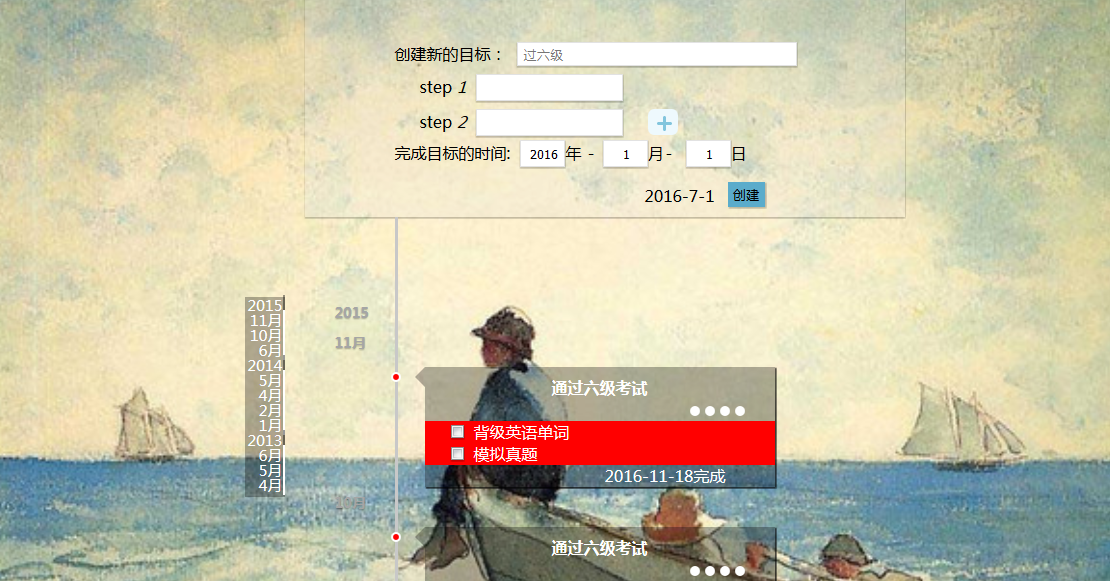 创建新的目标： 过六级
step 1
step 2
完成目标的时间: 2016 年 - 1 月- 1 日
2016-7-1 创建
2015
11月
10月
6月
2014
5月
4月
2月
1月
2013
6月
5月
4月
2015
11月
通过六级考试
背级英语单词
模拟真题
2016-11-18完成
通过六级考试